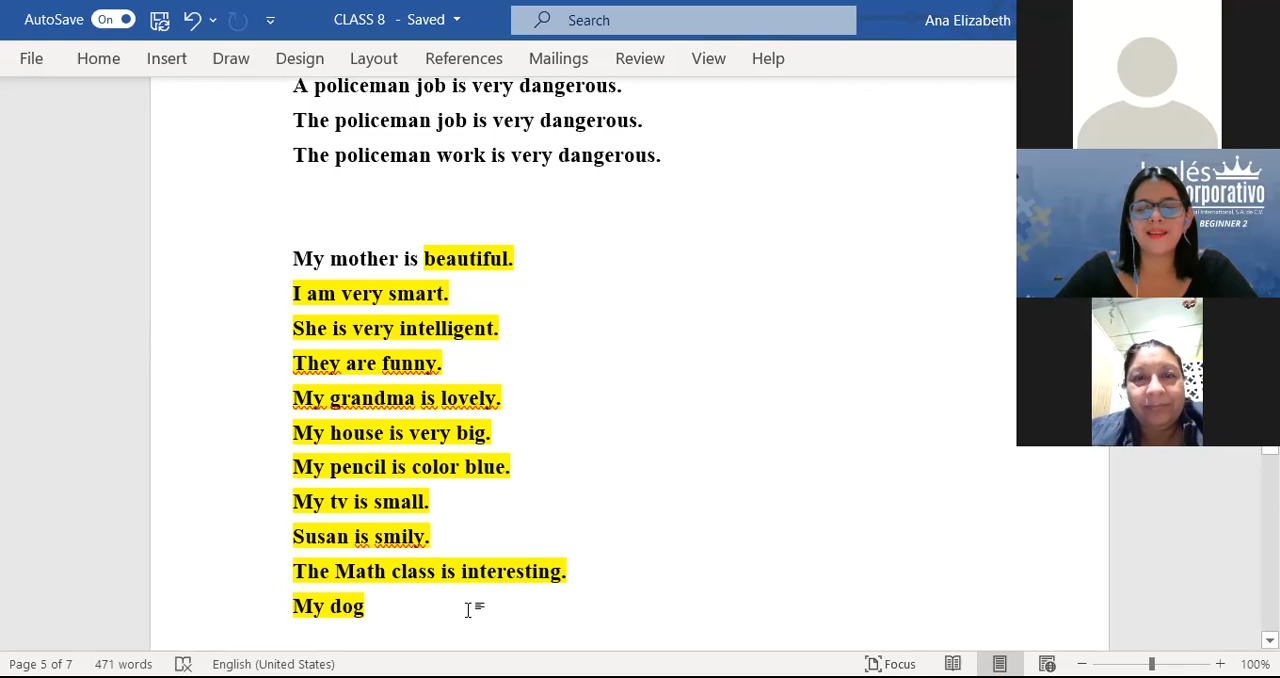 AutoSave On CLASS 8 - Saved Search Ana Elizabeth
File Home Insert Draw Design Layout References Mailings Review View Help
A policeman job is very dangerous.
The policeman job is very dangerous.
The policeman work is very dangerous.
My mother is beautiful.
I am very smart.
She is very intelligent.
They are funny.
My grandma is lovely.
My house is very big.
My pencil is color blue.
My tv is small.
Susan is smily.
The Math class is interesting.
My dog
Inglés
orporativo
BEGINNER 2
Page 5 of 7 471 words English (United States) Focus 100%